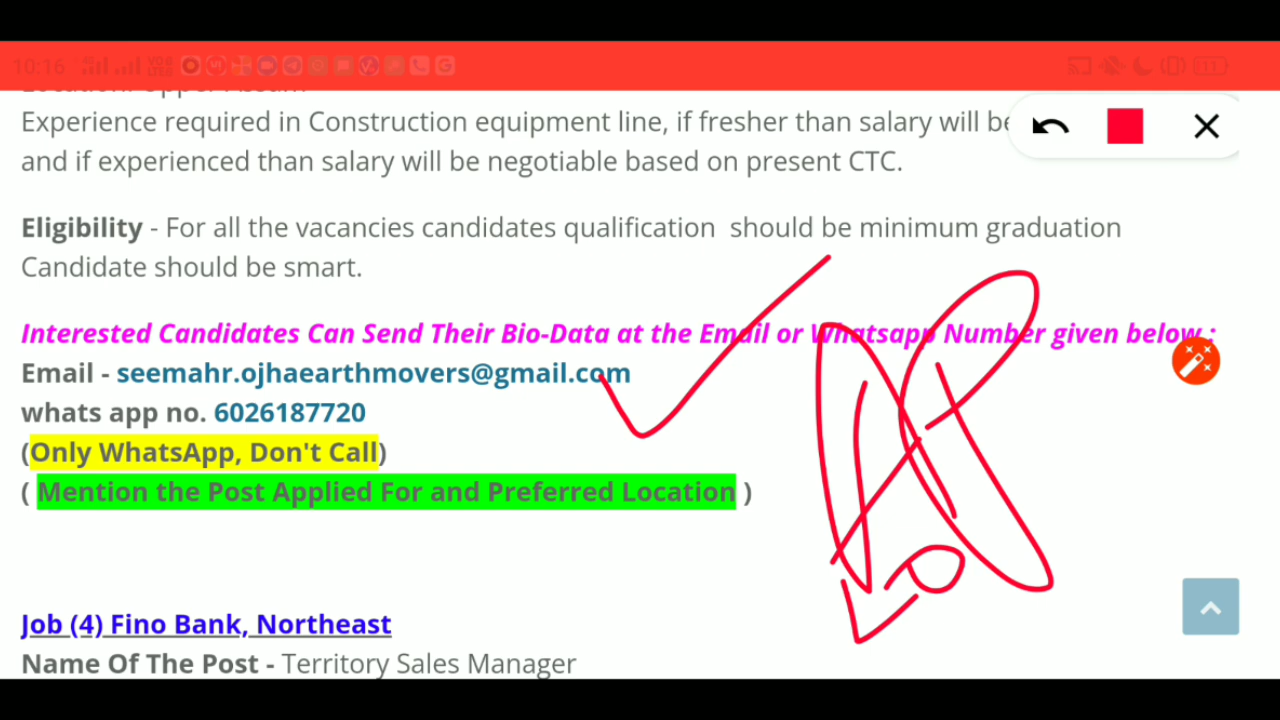 10:16
Experience required in Construction equipment line, if fresher than salary will be
and if experienced than salary will be negotiable based on present CTC.
Eligibility - For all the vacancies candidates qualification should be minimum graduation
Candidate should be smart.
Interested Candidates Can Send Their Bio-Data at the Email or Whatsapp Number given below :
Email - seemahr.ojhaearthmovers@gmail.com
whats app no. 6026187720
(Only WhatsApp, Don't Call)
( Mention the Post Applied For and Preferred Location )
Job (4) Fino Bank, Northeast
Name Of The Post - Territory Sales Manager